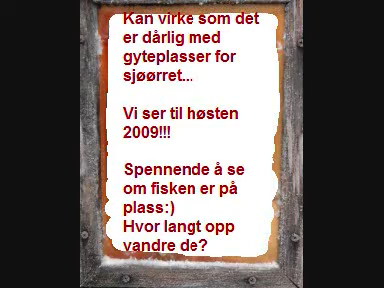 Kan virke som det
er dårlig med
gyteplasser for
sjøørret...
Vi ser til høsten
2009!!!
Spennende å se
om fisken er på
plass:)
Hvor langt opp
vandre de?